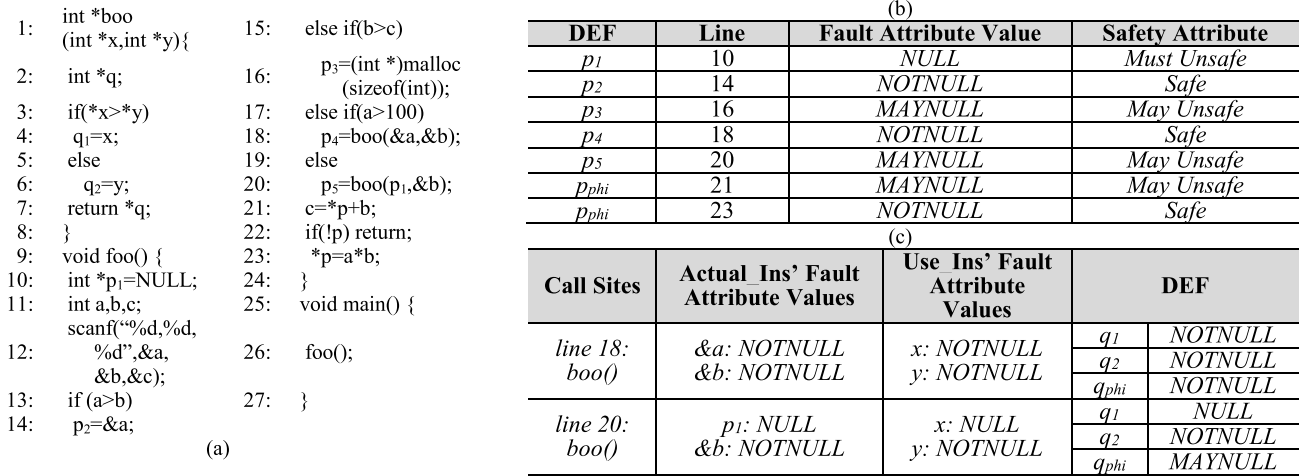 1: int *boo
(int *x,int *y){
2: int *q;
3: if(*x>*y)
4: q1=x;
5: else
6: q2=y;
7: return *q;
8: }
9: void foo() {
10: int *p1=NULL;
11: int a,b,c;
scanf(“%d,%d,
12: %d”,&a,
&b,&c);
13: if (a>b)
14: p2=&a;
15: else if(b>c)
16: p3=(int *)malloc
(sizeof(int));
17: else if(a>100)
18: p4=boo(&a,&b);
19: else
20: p5=boo(p1,&b);
21: c=*p+b;
22: if(!p) return;
23: *p=a*b;
24: }
25: void main() {
26: foo();
27: }
(a)
(b)
DEF Line Fault Attribute Value Safety Attribute
p1 10 NULL Must Unsafe
p2 14 NOTNULL Safe
p3 16 MAYNULL May Unsafe
p4 18 NOTNULL Safe
p5 20 MAYNULL May Unsafe
pphi 21 MAYNULL May Unsafe
pphi 23 NOTNULL Safe
(c)
Call Sites Actual_Ins’ Fault Attribute Values Use_Ins’ Fault Attribute Values DEF
line 18: boo() &a: NOTNULL &b: NOTNULL x: NOTNULL y: NOTNULL q1 NOTNULL
q2 NOTNULL
qphi NOTNULL
line 20: boo() p1: NULL &b: NOTNULL x: NULL y: NOTNULL q1 NULL
q2 NOTNULL
qphi MAYNULL